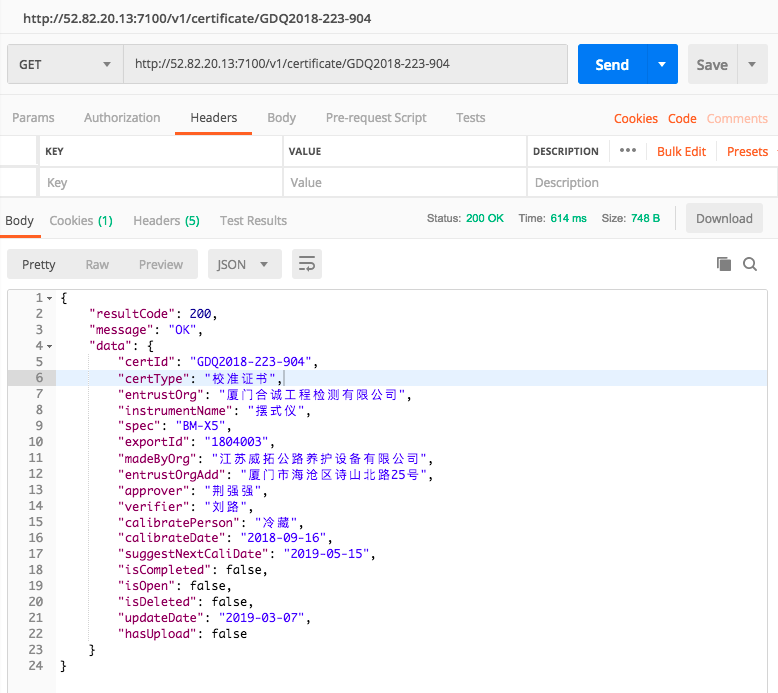 http://52.82.20.13:7100/v1/certificate/GDQ2018-223-904
GET http://52.82.20.13:7100/v1/certificate/GDQ2018-223-904 Send Save
Params Authorization Headers Body Pre-request Script Tests Cookies Code Comments
KEY VALUE DESCRIPTION ••• Bulk Edit Presets
Key Value Description
Body Cookies (1) Headers (5) Test Results Status: 200 OK Time: 614 ms Size: 748 B Download
Pretty Raw Preview JSON
1 {
2 "resultCode": 200,
3 "message": "OK",
4 "data": {
5 "certId": "GDQ2018-223-904",
6 "certType": "校准证书",
7 "entrustOrg": "厦门合诚工程检测有限公司",
8 "instrumentName": "摆式仪",
9 "spec": "BM-X5",
10 "exportId": "1804003",
11 "madeByOrg": "江苏威拓公路养护设备有限公司",
12 "entrustOrgAdd": "厦门市海沧区诗山北路25号",
13 "approver": "荆强强",
14 "verifier": "刘路",
15 "calibratePerson": "冷藏",
16 "calibrateDate": "2018-09-16",
17 "suggestNextCaliDate": "2019-05-15",
18 "isCompleted": false,
19 "isOpen": false,
20 "isDeleted": false,
21 "updateDate": "2019-03-07",
22 "hasUpload": false
23 }
24 }